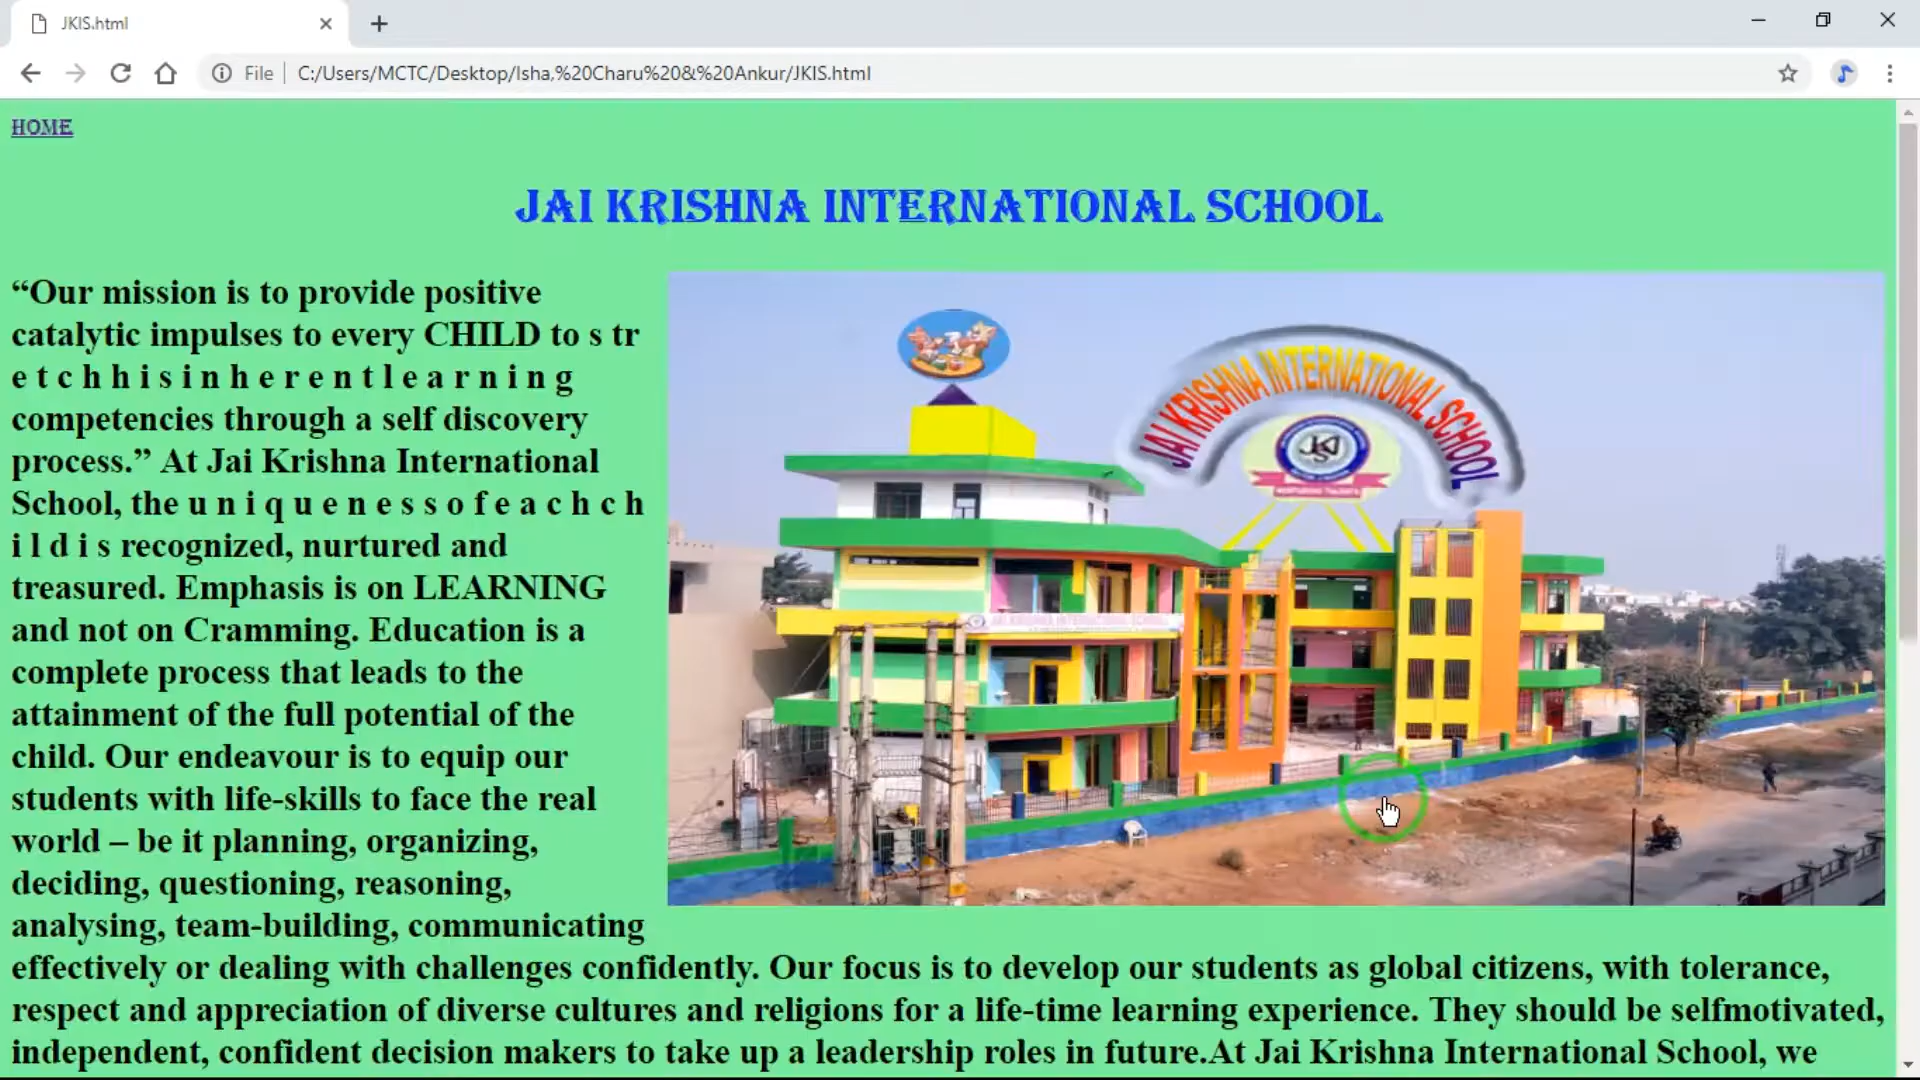 JKIS.html
File
C:/Users/MCTC/Desktop/Isha,%20Charu%20&%20Ankur/JKIS.html
HOME
JAI KRISHNA INTERNATIONAL SCHOOL
“Our mission is to provide positive
catalytic impulses to every CHILD to s tr
e t c h h i s i n h e r e n t l e a r n i n g
competencies through a self discovery
process.” At Jai Krishna International
School, the u n i q u e n e s s o f e a c h c h
i l d i s recognized, nurtured and
treasured. Emphasis is on LEARNING
and not on Cramming. Education is a
complete process that leads to the
attainment of the full potential of the
child. Our endeavour is to equip our
students with life-skills to face the real
world – be it planning, organizing,
deciding, questioning, reasoning,
analysing, team-building, communicating
effectively or dealing with challenges confidently. Our focus is to develop our students as global citizens, with tolerance,
respect and appreciation of diverse cultures and religions for a life-time learning experience. They should be selfmotivated,
independent, confident decision makers to take up a leadership roles in future.At Jai Krishna International School, we
JAI KRISHNA INTERNATIONAL SCHOOL
JKIS
JAI KRISHNA INTERNATIONAL SCHOOL